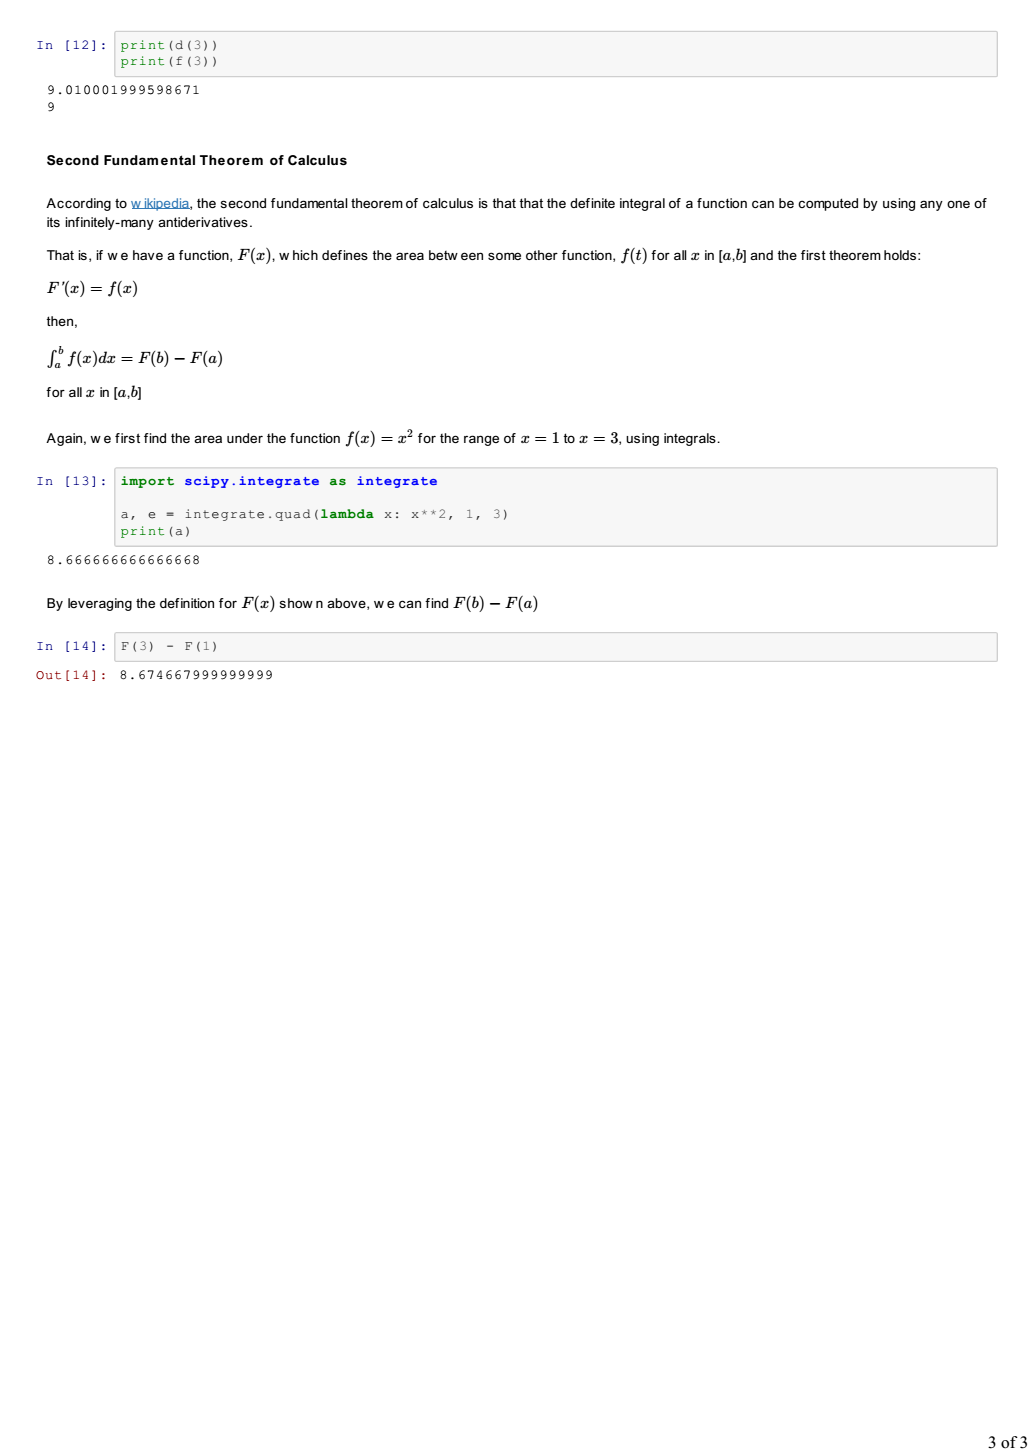 In [12]: print(d(3))
print(f(3))
9.010001999598671
9
Second Fundamental Theorem of Calculus
According to wikipedia, the second fundamental theorem of calculus is that that the definite integral of a function can be computed by using any one of
its infinitely-many antiderivatives.
That is, if we have a function, F(x), which defines the area between some other function, f(t) for all x in [a,b] and the first theorem holds:
F'(x) = f(x)
then,
∫_a^b f(x)dx = F(b) − F(a)
for all x in [a,b]
Again, we first find the area under the function f(x) = x² for the range of x = 1 to x = 3, using integrals.
In [13]: import scipy.integrate as integrate
a, e = integrate.quad(lambda x: x**2, 1, 3)
print(a)
8.666666666666668
By leveraging the definition for F(x) shown above, we can find F(b) − F(a)
In [14]: F(3) - F(1)
Out[14]: 8.674667999999999
3 of 3